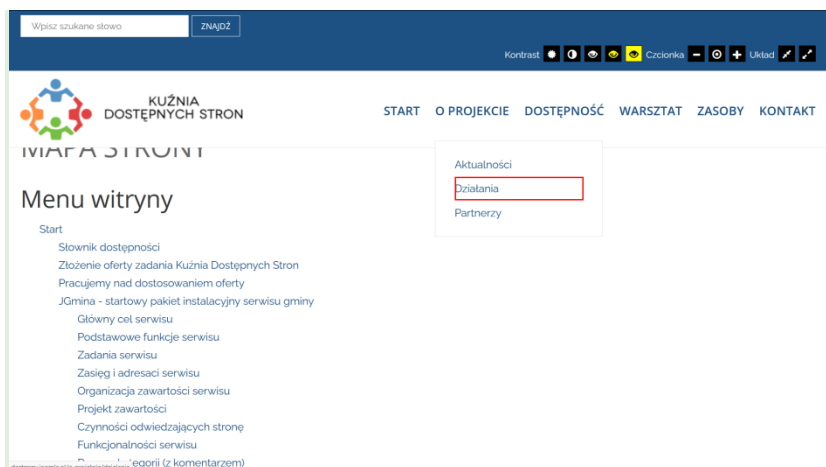 Wpisz szukane słowo ZNAJDŹ
Kontrast Czcionka Układ
KUŹNIA
DOSTĘPNYCH STRON
START O PROJEKCIE DOSTĘPNOŚĆ WARSZTAT ZASOBY KONTAKT
MAPA STRONY
Aktualności
Działania
Partnerzy
Menu witryny
Start
Słownik dostępności
Złożenie oferty zadania Kuźnia Dostępnych Stron
Pracujemy nad dostosowaniem oferty
JGmina - startowy pakiet instalacyjny serwisu gminy
Główny cel serwisu
Podstawowe funkcje serwisu
Zadania serwisu
Zasięg i adresaci serwisu
Organizacja zawartości serwisu
Projekt zawartości
Czynności odwiedzających stronę
Funkcjonalności serwisu
(z komentarzem)